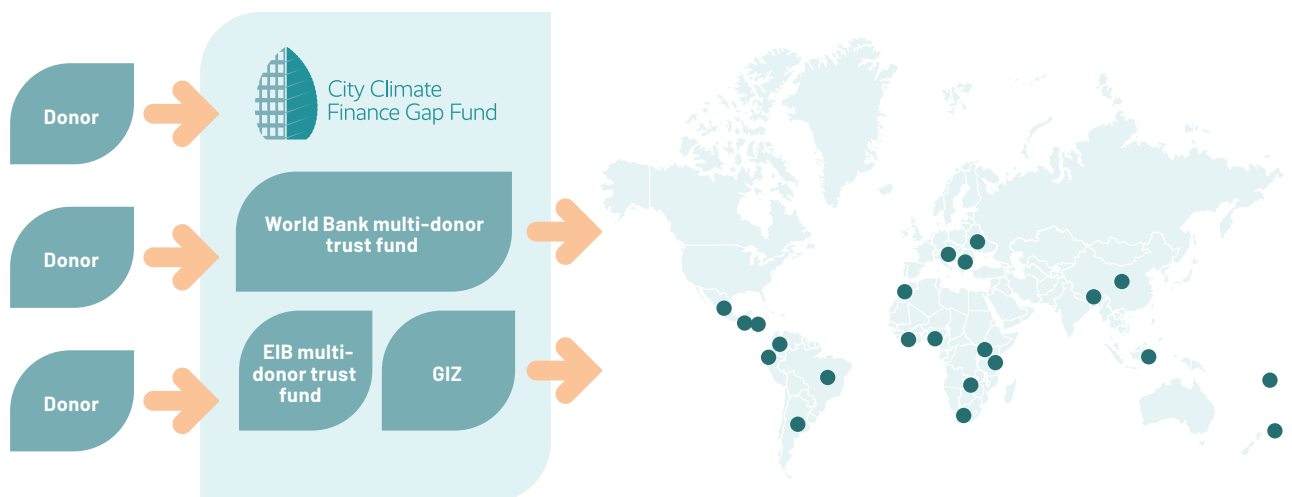 Donor
City Climate
Finance Gap Fund
World Bank multi-donor
trust fund
Donor
EIB multi-
donor trust
fund
GIZ
Donor